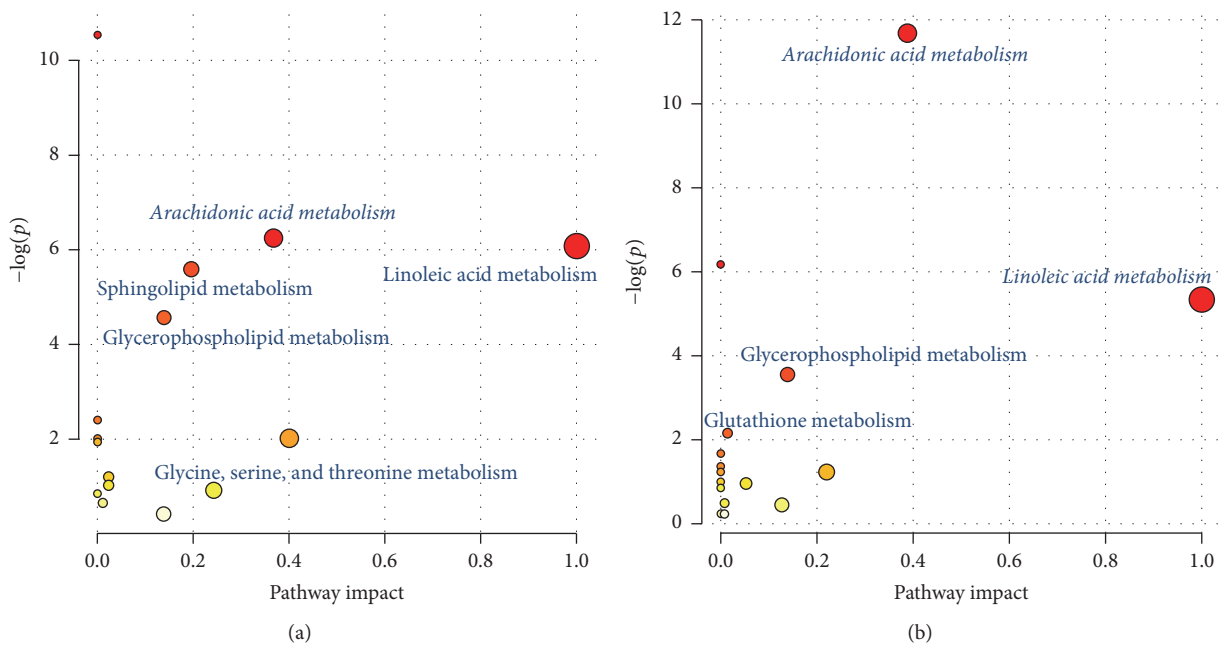 10
8
6
4
2
−log(p)
Arachidonic acid metabolism
Linoleic acid metabolism
Sphingolipid metabolism
Glycerophospholipid metabolism
Glycine, serine, and threonine metabolism
0.0 0.2 0.4 0.6 0.8 1.0
Pathway impact
(a)
12
10
8
6
4
2
0
−log(p)
Arachidonic acid metabolism
Linoleic acid metabolism
Glycerophospholipid metabolism
Glutathione metabolism
0.0 0.2 0.4 0.6 0.8 1.0
Pathway impact
(b)